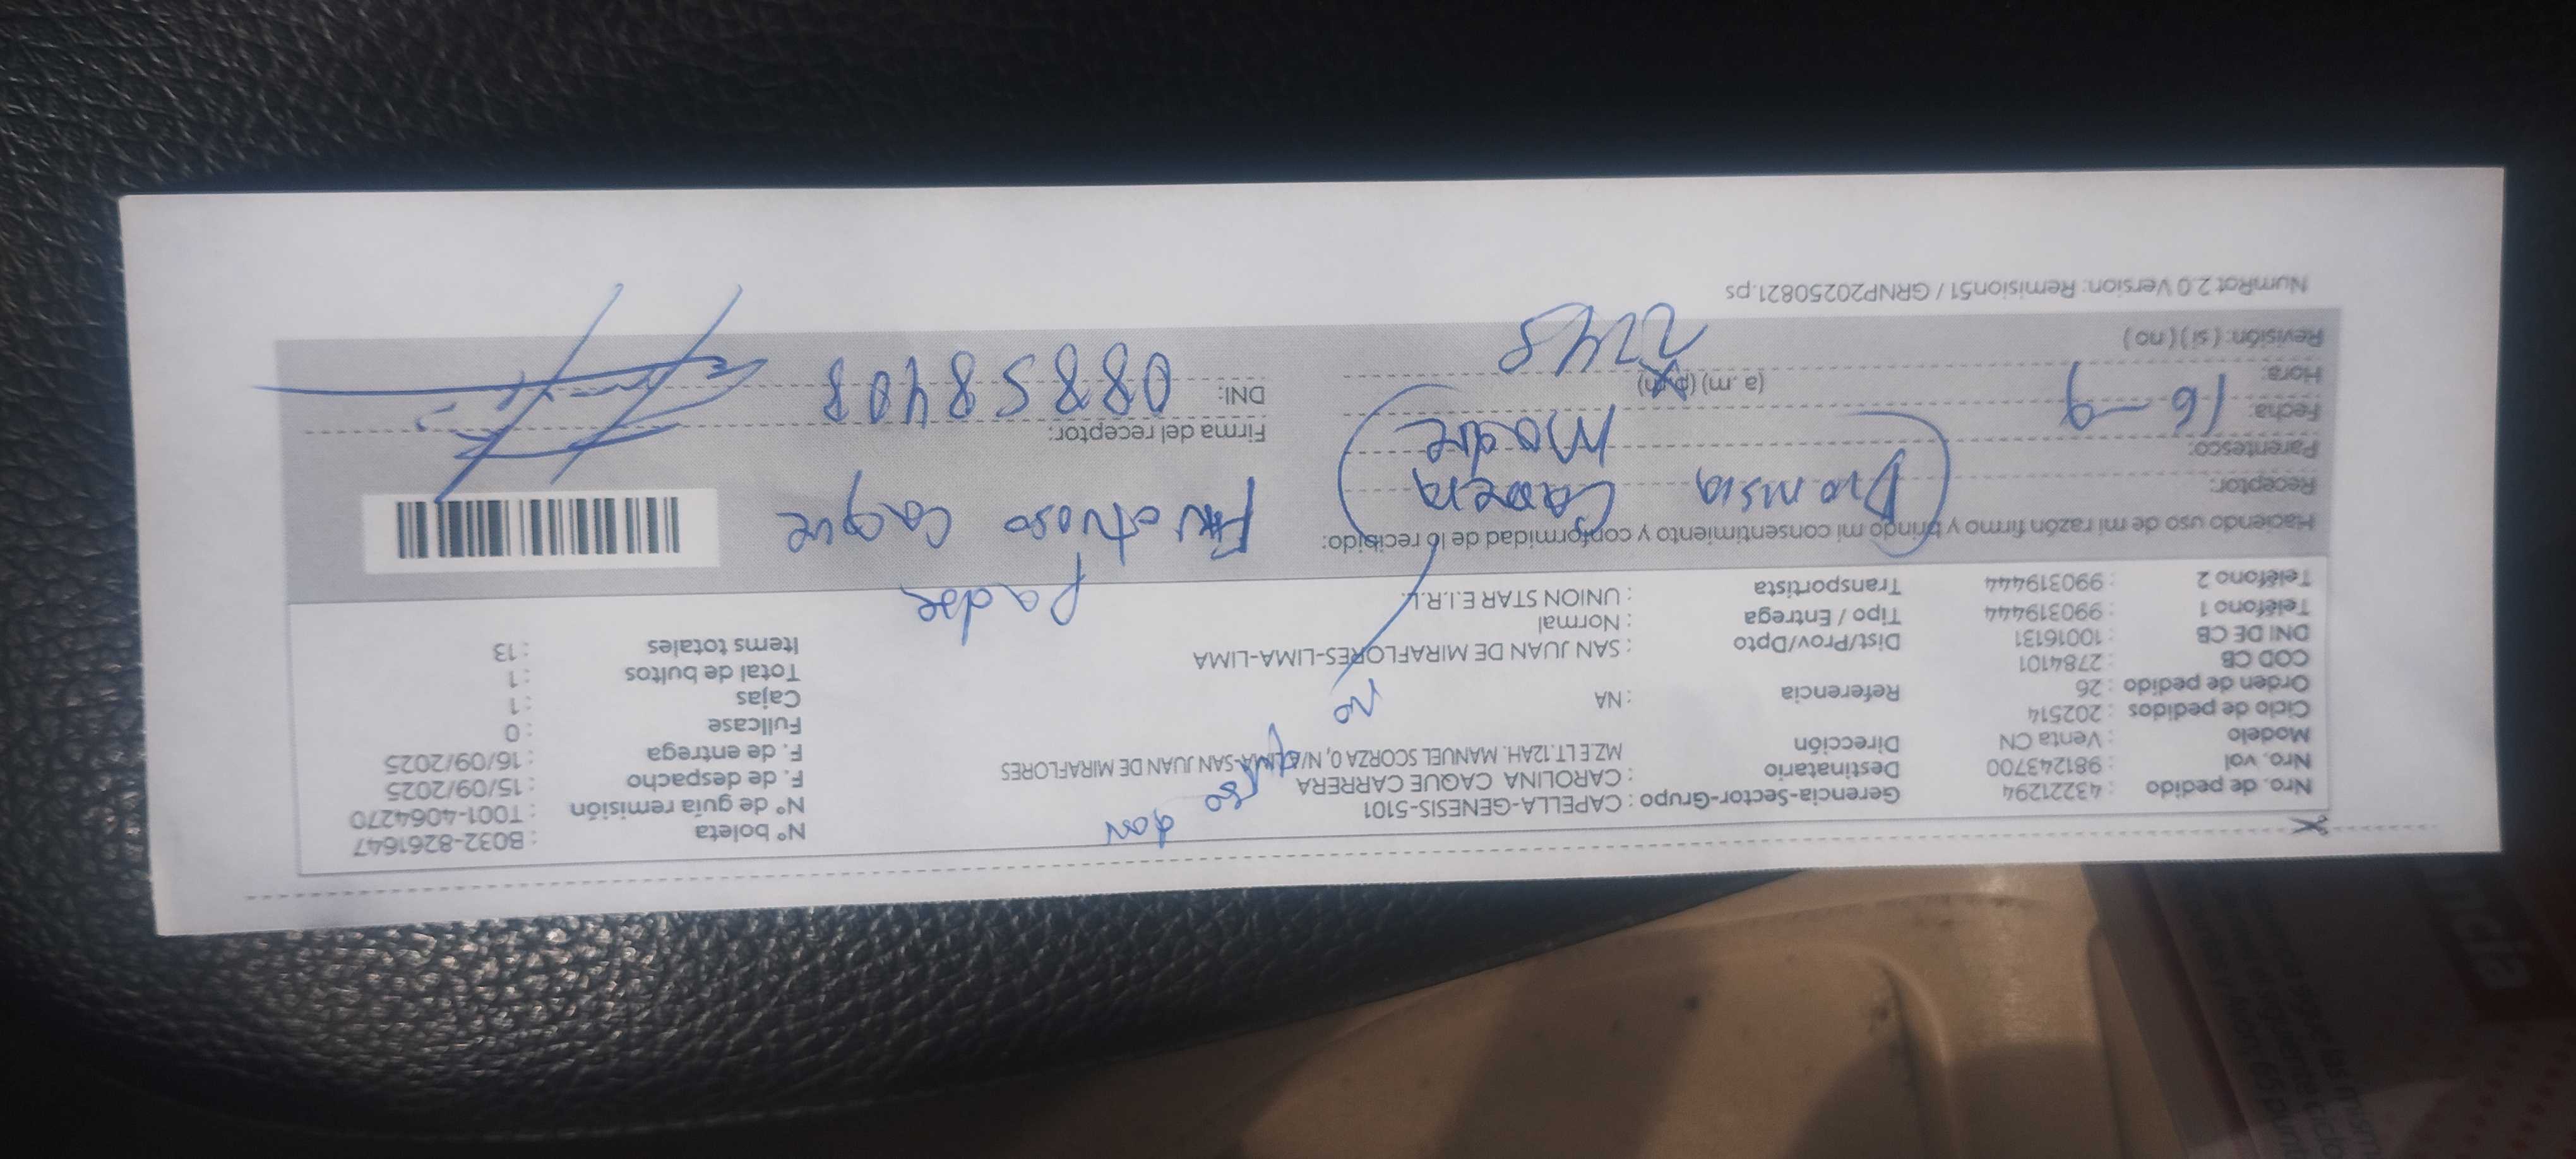 Nro. de pedido : 43221294 Gerencia-Sector-Grupo : CAPELLA-GENESIS-5101 N° boleta : B032-8261647
Nro. vol : 981243700 Destinatario : CAROLINA CAQUE CARRERA N° de guía remisión : T001-4064270
Modelo : Venta CN Dirección MZ.E LT.12AH. MANUEL SCORZA 0, N/A LIMA-SAN JUAN DE MIRAFLORES F. de despacho : 15/09/2025
Ciclo de pedidos : 202514 F. de entrega : 16/09/2025
Orden de pedido : 26 Referencia : NA Fullcase : 0
No
COD CB : 2784101 Cajas : 1
DNI DE CB : 10016131 Dist/Prov/Dpto : SAN JUAN DE MIRAFLORES-LIMA-LIMA Total de bultos : 1
Teléfono 1 : 990319444 Tipo / Entrega : Normal Items totales : 13
Teléfono 2 : 990319444 Transportista : UNION STAR E.I.R.L.
Padre
Haciendo uso de mi razón firmo y brindo mi consentimiento y conformidad de lo recibido:
Fructuoso Caque
Receptor: Dionisia Carrera
Parentesco: Madre
Firma del receptor:
Fecha: 16-9
DNI: 08858408
Hora: (a.m) (p.m) 2248
Revisión: ( si ) ( no )
NumRot 2.0 Version: Remision51 / GRNP20250821.ps